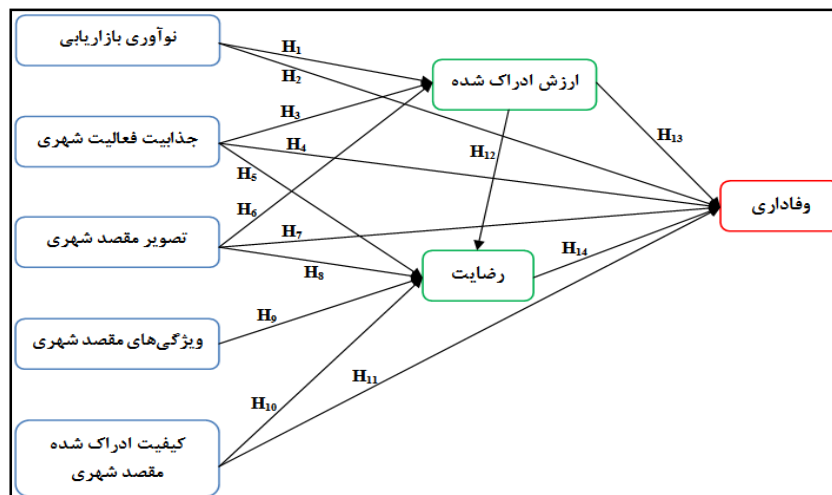 نوآوری بازاریابی
جذابیت فعالیت شهری
تصویر مقصد شهری
ویژگی‌های مقصد شهری
کیفیت ادراک شده
مقصد شهری
ارزش ادراک شده
رضایت
وفاداری
H₁
H₂
H₃
H₄
H₅
H₆
H₇
H₈
H₉
H₁₀
H₁₁
H₁₂
H₁₃
H₁₄